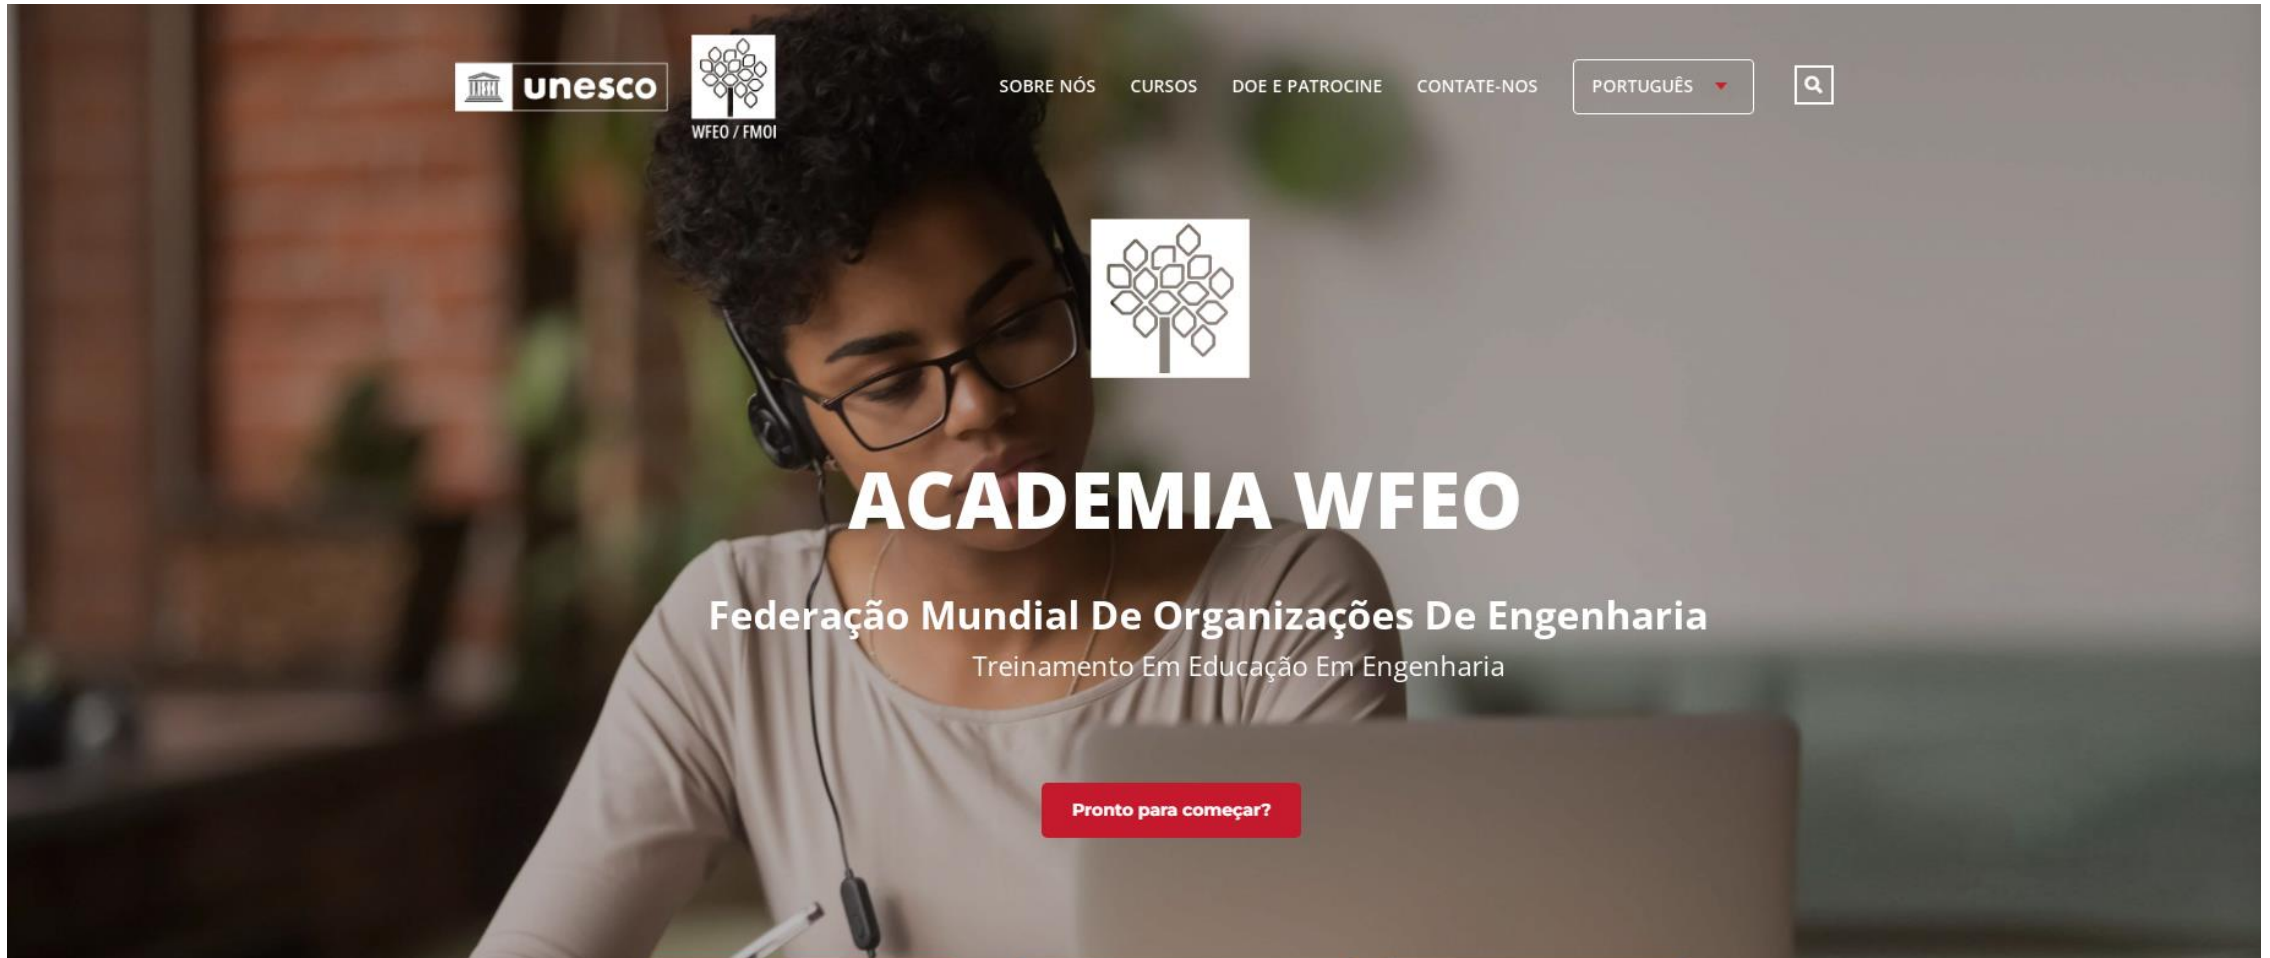 unesco
WFEO / FMOI
SOBRE NÓS CURSOS DOE E PATROCINE CONTATE-NOS PORTUGUÊS
ACADEMIA WFEO
Federação Mundial De Organizações De Engenharia
Treinamento Em Educação Em Engenharia
Pronto para começar?